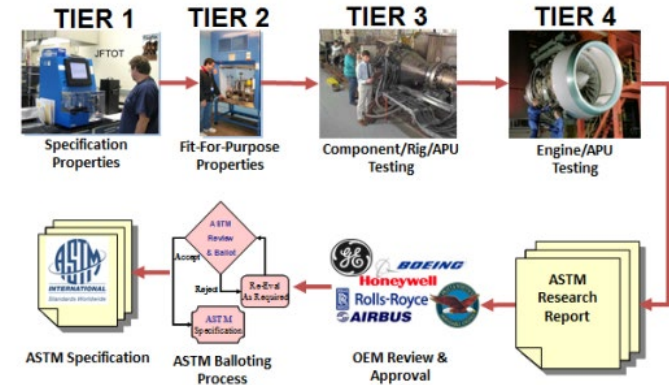 TIER 1
TIER 2
TIER 3
TIER 4
JFTOT
Specification
Properties
Fit-For-Purpose
Properties
Component/Rig/APU
Testing
Engine/APU
Testing
ASTM
Research
Report
GE
BOEING
Honeywell
Rolls-Royce
AIRBUS
OEM Review &
Approval
ASTM
Review
& Ballot
Accept
Reject
Re-Eval
As Required
ASTM
Specification
ASTM Balloting
Process
ASTM
INTERNATIONAL
Standards Worldwide
ASTM Specification